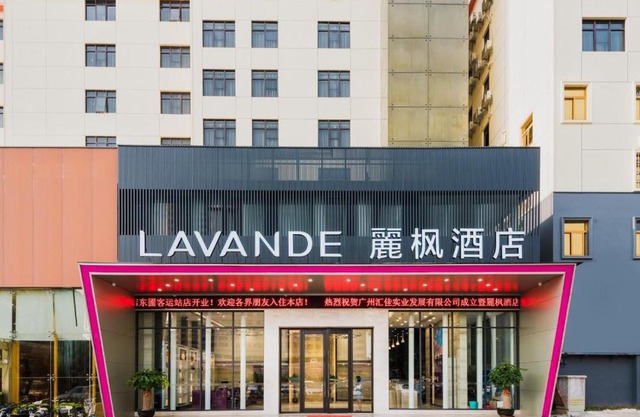 LAVANDE 麗枫酒店
东圃客运站店开业！欢迎各界朋友入住本店！ 热烈祝贺广州汇佳实业发展有限公司成立暨麗枫酒店